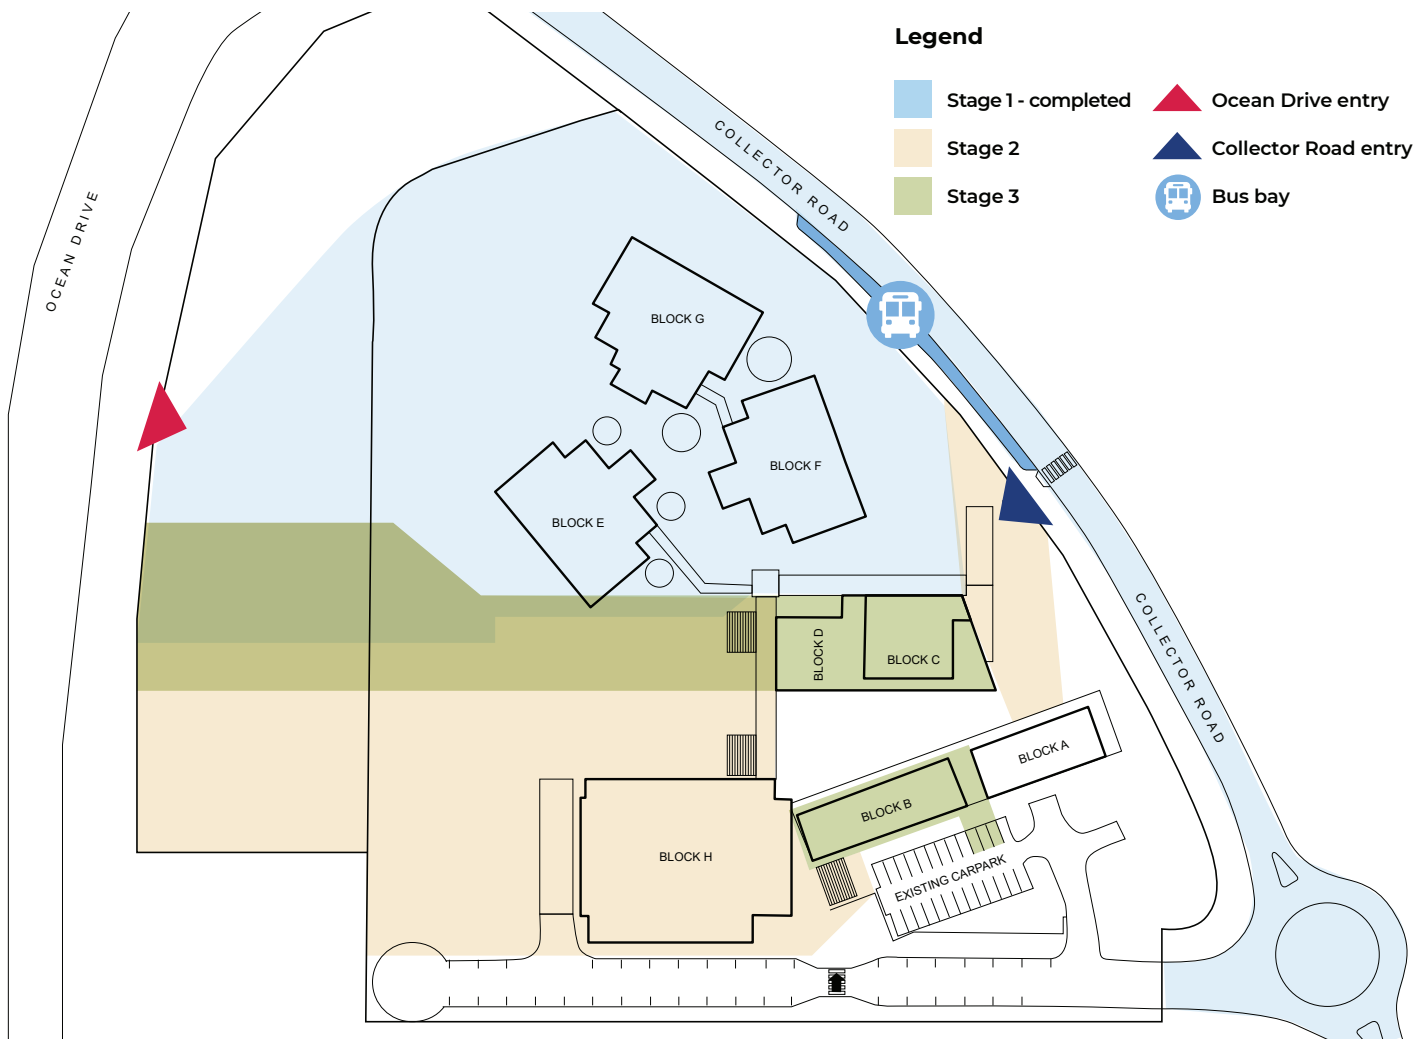 Legend
Stage 1 - completed
Ocean Drive entry
Stage 2
Collector Road entry
Stage 3
Bus bay
COLLECTOR ROAD
OCEAN DRIVE
BLOCK G
BLOCK F
BLOCK E
COLLECTOR ROAD
BLOCK D
BLOCK C
BLOCK A
BLOCK B
BLOCK H
EXISTING CARPARK